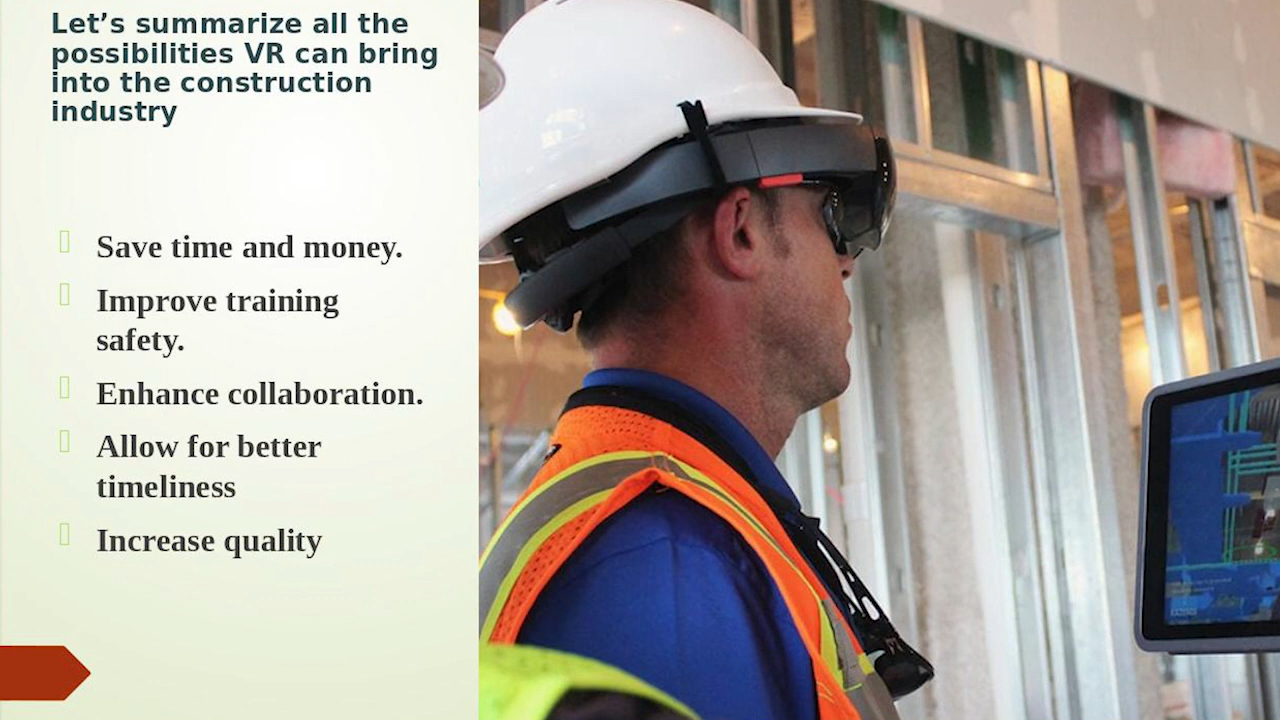 Let’s summarize all the
possibilities VR can bring
into the construction
industry
Save time and money.
Improve training
safety.
Enhance collaboration.
Allow for better
timeliness
Increase quality